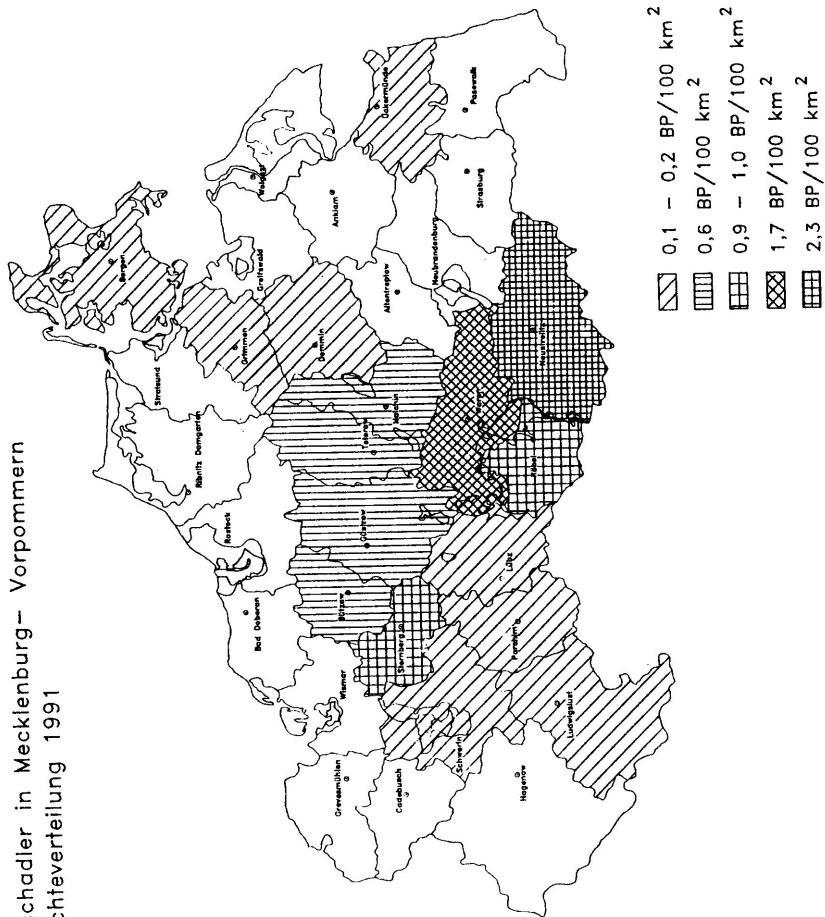 schadler in Mecklenburg- Vorpommern
chteverteilung 1991
Bergen
Stralsund
Ribnitz Damgarten
Rostock
Bad Doberan
Wismar
Grevesmühlen
Gadebusch
Schwerin
Hagenow
Ludwigslust
Parchim
Lübz
Sternberg
Bützow
Güstrow
Teterow
Malchin
Demmin
Grimmen
Greifswald
Wolgast
Anklam
Altentreptow
Neubrandenburg
Ückermünde
Pasewalk
Strasburg
Neustrelitz
Waren
Röbel
0,1 - 0,2 BP/100 km²
0,6 BP/100 km²
0,9 - 1,0 BP/100 km²
1,7 BP/100 km²
2,3 BP/100 km²